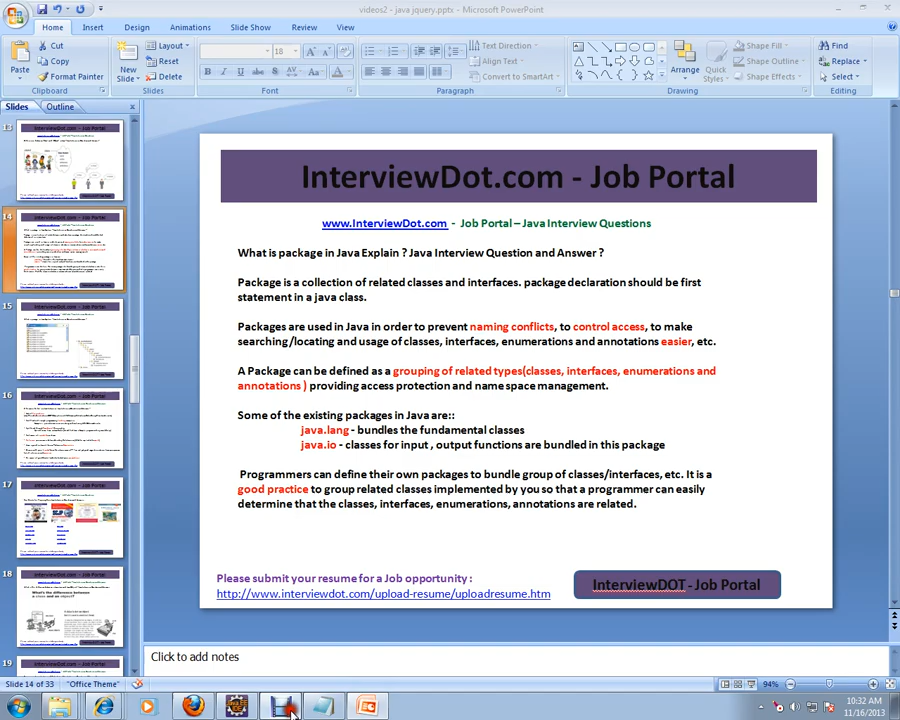 videos2 - java jquery.pptx - Microsoft PowerPoint
Home Insert Design Animations Slide Show Review View
Cut
Copy
Format Painter
Paste
Clipboard
New Slide
Layout
Reset
Delete
Slides
18
Font
Text Direction
Align Text
Convert to SmartArt
Paragraph
Arrange
Quick Styles
Shape Fill
Shape Outline
Shape Effects
Drawing
Find
Replace
Select
Editing
Slides Outline
13
14
15
16
17
18
19
InterviewDot.com - Job Portal
www.InterviewDot.com - Job Portal – Java Interview Questions
What is package in Java Explain ? Java Interview Question and Answer ?
Package is a collection of related classes and interfaces. package declaration should be first
statement in a java class.
Packages are used in Java in order to prevent naming conflicts, to control access, to make
searching/locating and usage of classes, interfaces, enumerations and annotations easier, etc.
A Package can be defined as a grouping of related types(classes, interfaces, enumerations and
annotations ) providing access protection and name space management.
Some of the existing packages in Java are::
java.lang - bundles the fundamental classes
java.io - classes for input , output functions are bundled in this package
Programmers can define their own packages to bundle group of classes/interfaces, etc. It is a
good practice to group related classes implemented by you so that a programmer can easily
determine that the classes, interfaces, enumerations, annotations are related.
Please submit your resume for a Job opportunity :
http://www.interviewdot.com/upload-resume/uploadresume.htm
InterviewDOT - Job Portal
Click to add notes
Slide 14 of 33 "Office Theme" 94%
10:32 AM
11/16/2013